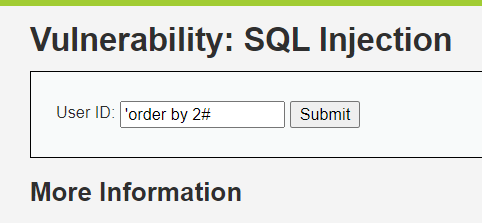 Vulnerability: SQL Injection
User ID: 'order by 2# Submit
More Information